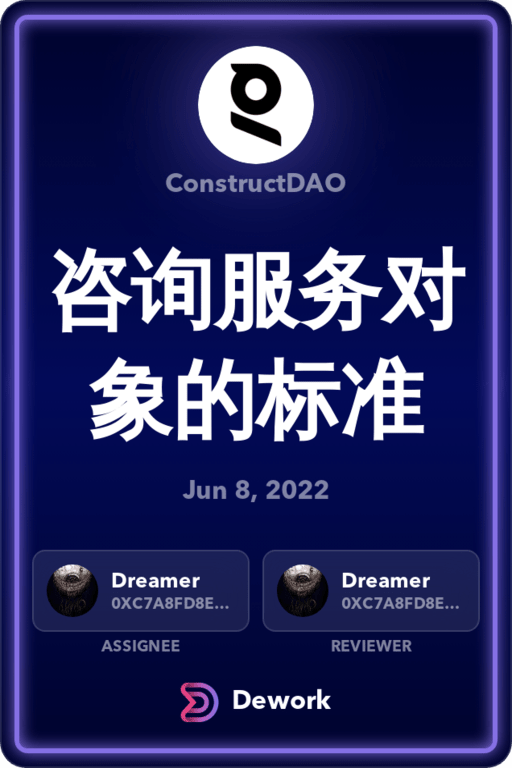 ConstructDAO
咨询服务对
象的标准
Jun 8, 2022
Dreamer
0XC7A8FD8E...
ASSIGNEE
Dreamer
0XC7A8FD8E...
REVIEWER
Dework